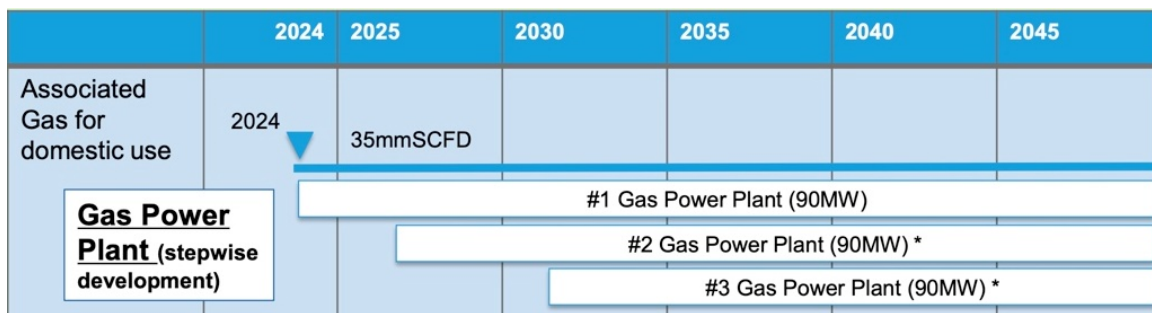 2024 2025 2030 2035 2040 2045
Associated
Gas for
domestic use
2024
35mmSCFD
Gas Power
Plant (stepwise
development)
#1 Gas Power Plant (90MW)
#2 Gas Power Plant (90MW) *
#3 Gas Power Plant (90MW) *